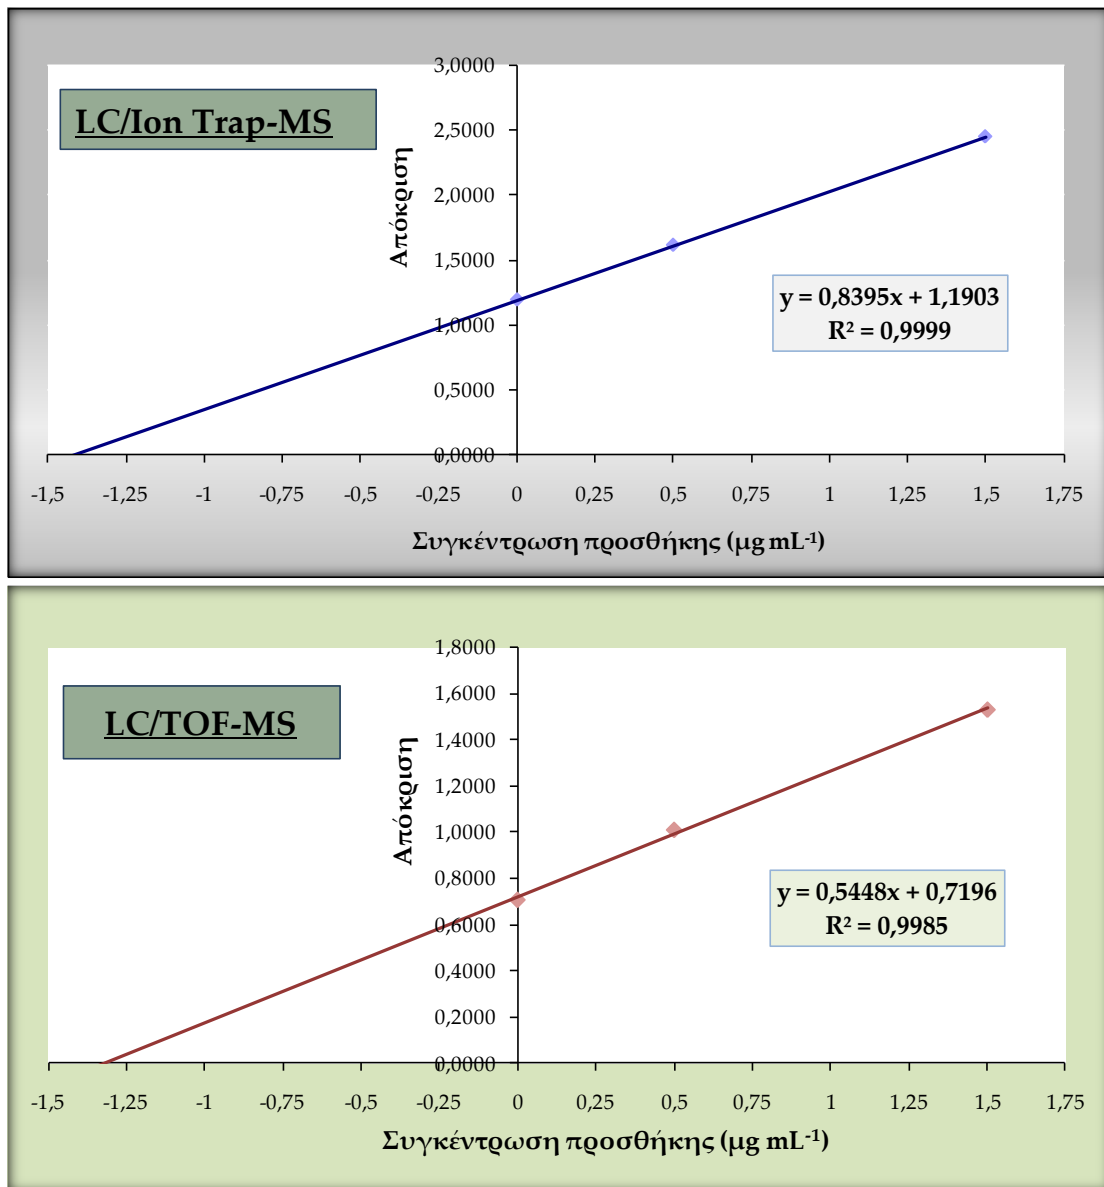 LC/Ion Trap-MS
Απόκριση
3,0000
2,5000
2,0000
1,5000
1,0000
0,5000
0,0000
y = 0,8395x + 1,1903
R² = 0,9999
-1,5 -1,25 -1 -0,75 -0,5 -0,25 0 0,25 0,5 0,75 1 1,25 1,5 1,75
Συγκέντρωση προσθήκης (μg mL⁻¹)
LC/TOF-MS
Απόκριση
1,8000
1,6000
1,4000
1,2000
1,0000
0,8000
0,6000
0,4000
0,2000
0,0000
y = 0,5448x + 0,7196
R² = 0,9985
-1,5 -1,25 -1 -0,75 -0,5 -0,25 0 0,25 0,5 0,75 1 1,25 1,5 1,75
Συγκέντρωση προσθήκης (μg mL⁻¹)